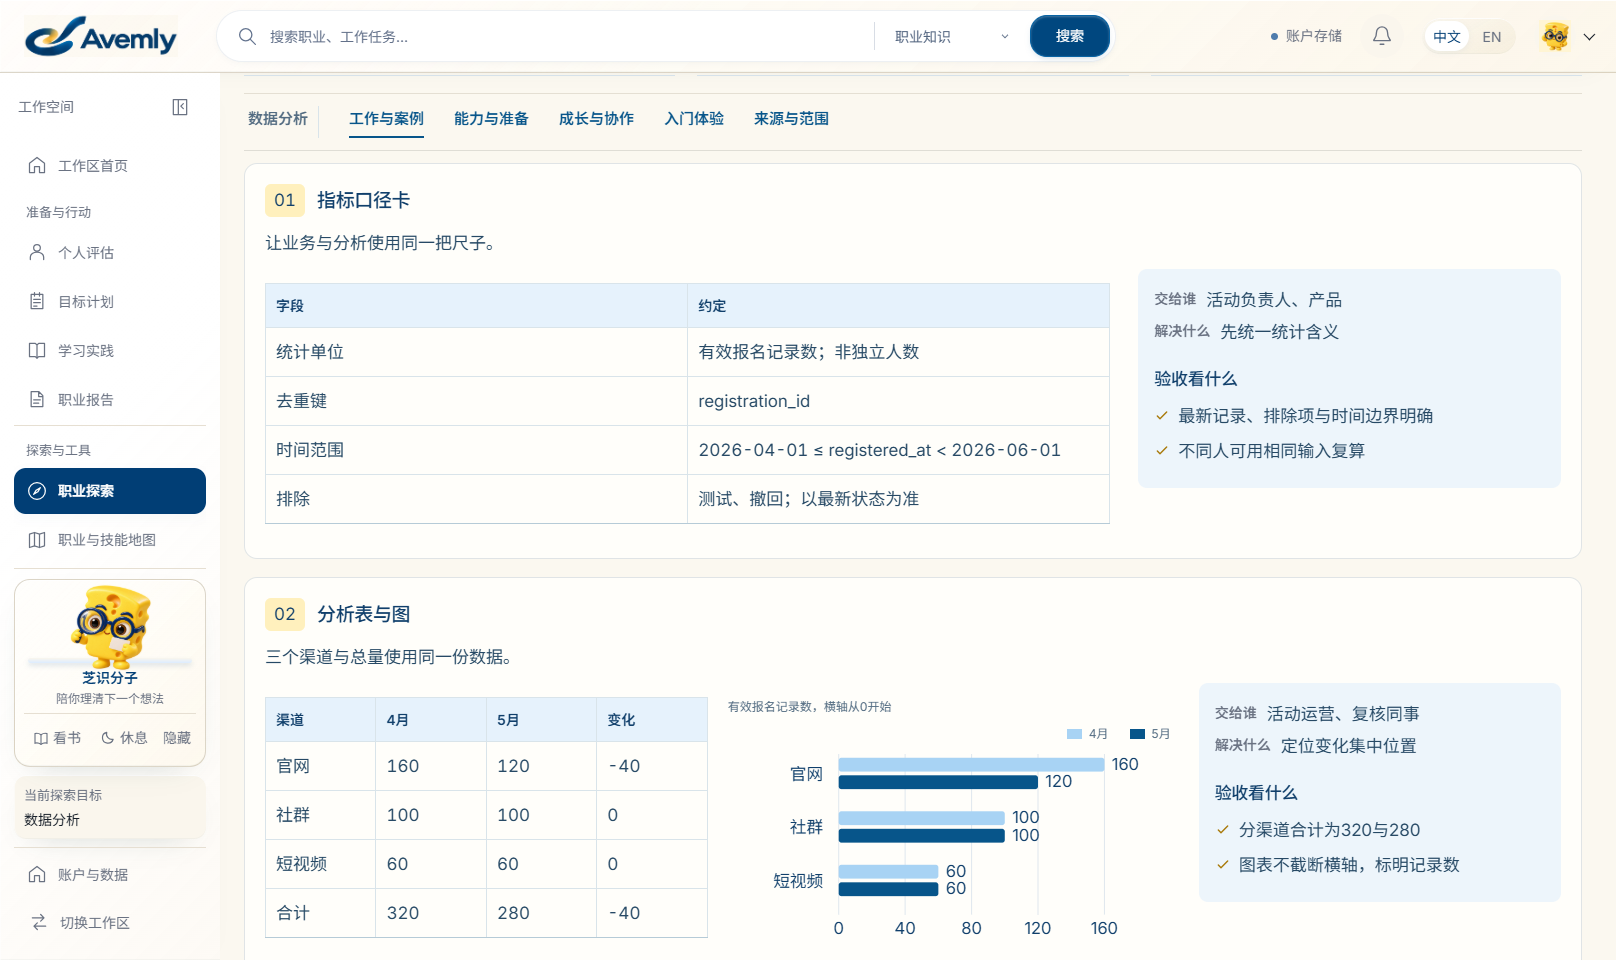 Avemly
搜索职业、工作任务...
职业知识
搜索
账户存储
中文
EN
工作空间
工作区首页
准备与行动
个人评估
目标计划
学习实践
职业报告
探索与工具
职业探索
职业与技能地图
芝识分子
陪你理清下一个想法
看书
休息
隐藏
当前探索目标
数据分析
账户与数据
切换工作区
数据分析
工作与案例
能力与准备
成长与协作
入门体验
来源与范围
01 指标口径卡
让业务与分析使用同一把尺子。
字段 约定
统计单位 有效报名记录数；非独立人数
去重键 registration_id
时间范围 2026-04-01 ≤ registered_at < 2026-06-01
排除 测试、撤回；以最新状态为准
交给谁 活动负责人、产品
解决什么 先统一统计含义
验收看什么
最新记录、排除项与时间边界明确
不同人可用相同输入复算
02 分析表与图
三个渠道与总量使用同一份数据。
渠道 4月 5月 变化
官网 160 120 -40
社群 100 100 0
短视频 60 60 0
合计 320 280 -40
有效报名记录数，横轴从0开始
4月 5月
官网 160
120
社群 100
100
短视频 60
60
0 40 80 120 160
交给谁 活动运营、复核同事
解决什么 定位变化集中位置
验收看什么
分渠道合计为320与280
图表不截断横轴，标明记录数